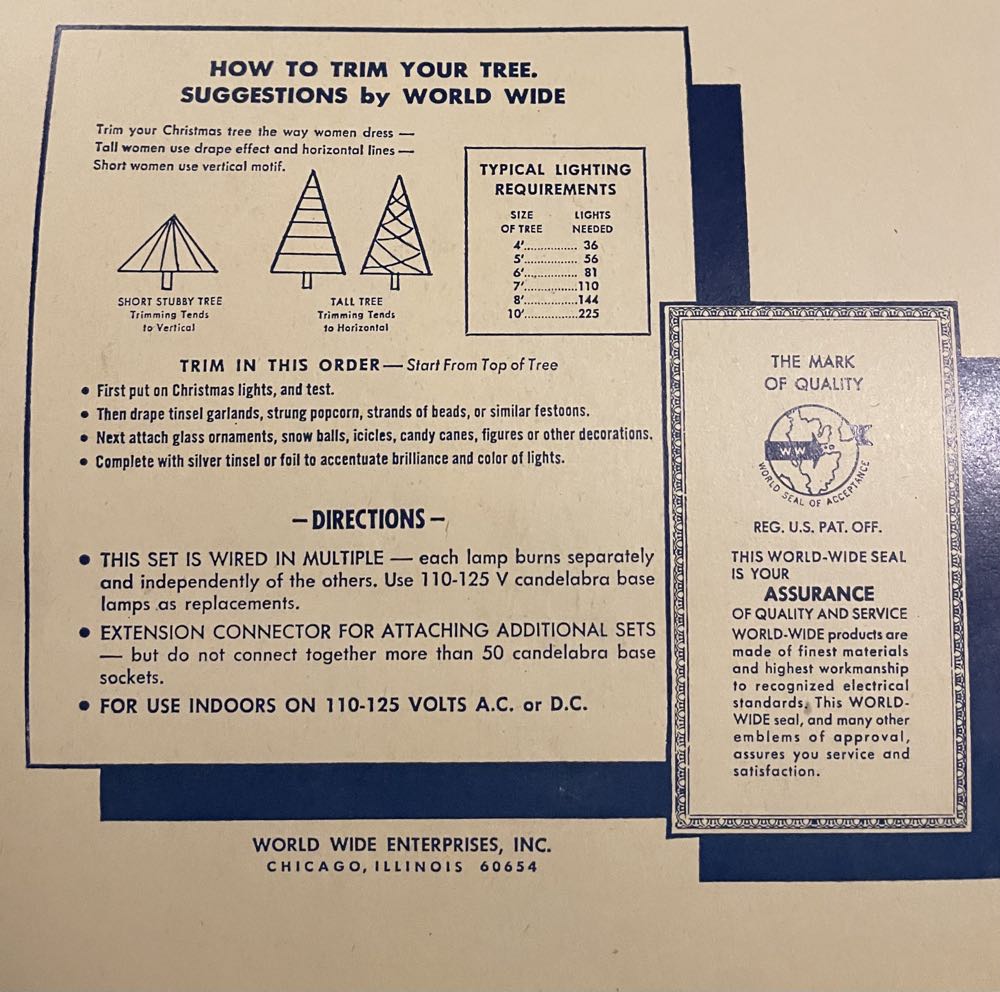 HOW TO TRIM YOUR TREE.
SUGGESTIONS by WORLD WIDE
Trim your Christmas tree the way women dress —
Tall women use drape effect and horizontal lines —
Short women use vertical motif.
SHORT STUBBY TREE
Trimming Tends
to Vertical
TALL TREE
Trimming Tends
to Horizontal
TYPICAL LIGHTING
REQUIREMENTS
SIZE LIGHTS
OF TREE NEEDED
4'............. 36
5'............. 56
6'............. 81
7'.............110
8'.............144
10'.............225
TRIM IN THIS ORDER — Start From Top of Tree
• First put on Christmas lights, and test.
• Then drape tinsel garlands, strung popcorn, strands of beads, or similar festoons.
• Next attach glass ornaments, snow balls, icicles, candy canes, figures or other decorations.
• Complete with silver tinsel or foil to accentuate brilliance and color of lights.
– DIRECTIONS –
• THIS SET IS WIRED IN MULTIPLE — each lamp burns separately
and independently of the others. Use 110-125 V candelabra base
lamps as replacements.
• EXTENSION CONNECTOR FOR ATTACHING ADDITIONAL SETS
— but do not connect together more than 50 candelabra base
sockets.
• FOR USE INDOORS ON 110-125 VOLTS A.C. or D.C.
WORLD WIDE ENTERPRISES, INC.
CHICAGO, ILLINOIS 60654
THE MARK
OF QUALITY
WW
WORLD SEAL OF ACCEPTANCE
REG. U.S. PAT. OFF.
THIS WORLD-WIDE SEAL
IS YOUR
ASSURANCE
OF QUALITY AND SERVICE
WORLD-WIDE products are
made of finest materials
and highest workmanship
to recognized electrical
standards. This WORLD-
WIDE seal, and many other
emblems of approval,
assures you service and
satisfaction.